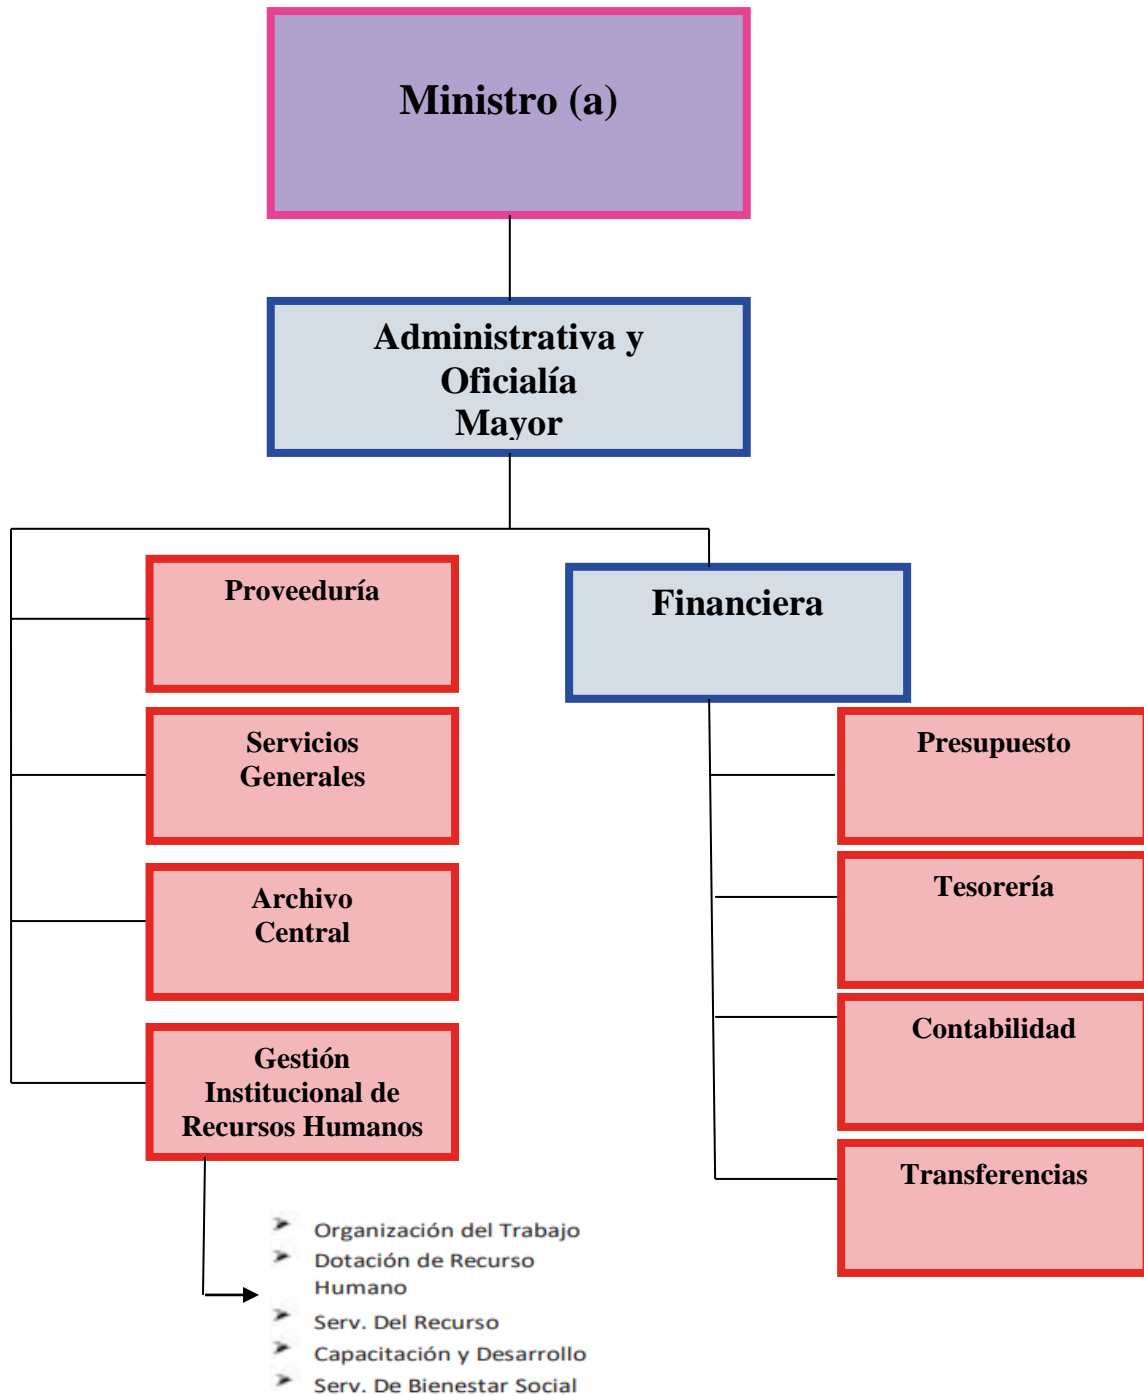 Ministro (a)
Administrativa y
Oficialía
Mayor
Proveeduría
Financiera
Servicios
Generales
Presupuesto
Archivo
Central
Tesorería
Gestión
Institucional de
Recursos Humanos
Contabilidad
Transferencias
Organización del Trabajo
Dotación de Recurso
Humano
Serv. Del Recurso
Capacitación y Desarrollo
Serv. De Bienestar Social